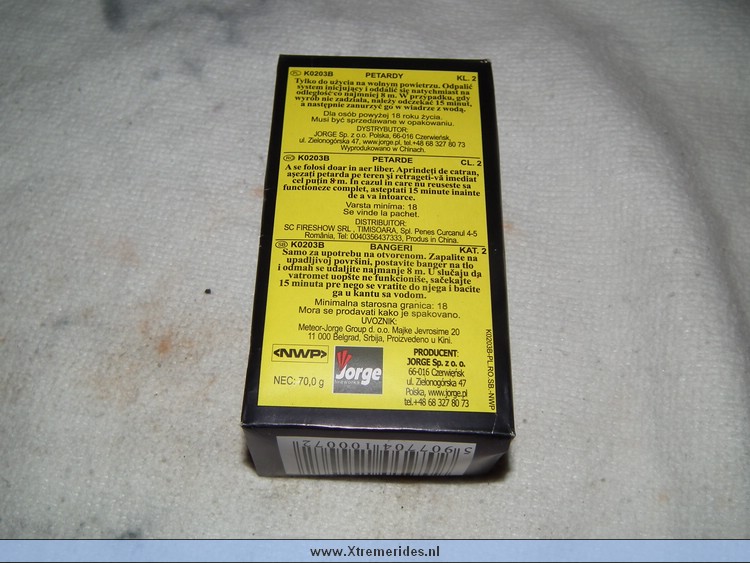 PL K0203B PETARDY KL. 2
Tylko do użycia na wolnym powietrzu. Odpalić
system inicjujący i oddalić się natychmiast na
odległość co najmniej 8 m. W przypadku, gdy
wyrób nie zadziała, należy odczekać 15 minut,
a następnie zanurzyć go w wiadrze z wodą.
Dla osób powyżej 18 roku życia.
Musi być sprzedawane w opakowaniu.
DYSTRYBUTOR:
JORGE Sp. z o.o. Polska, 66-016 Czerwieńsk,
ul. Zielonogórska 47, www.jorge.pl, tel.+48 68 327 80 73
Wyprodukowano w Chinach.
RO K0203B PETARDE CL. 2
A se folosi doar in aer liber. Aprindeți de catran,
așezați petarda pe teren și retrageti-vă imediat
cel puțin 8 m. In cazul in care nu reuseste sa
functioneze complet, asteptati 15 minute inainte
de a va intoarce.
Varsta minima: 18
Se vinde la pachet.
DISTRIBUITOR:
SC FIRESHOW SRL , TIMISOARA, Spl. Penes Curcanul 4-5
România, Tel: 0040356437333, Produs in China.
SB K0203B BANGERI KAT. 2
Samo za upotrebu na otvorenom. Zapalite na
upadljivoj površini, postavite banger na tlo
i odmah se udaljite najmanje 8 m. U slučaju da
vatromet uopšte ne funkcioniše, sačekajte
15 minuta pre nego se vratite do njega i bacite
ga u kantu sa vodom.
Minimalna starosna granica: 18
Mora se prodavati kako je spakovano.
UVOZNIK:
Meteor-Jorge Group d. o.o. Majke Jevrosime 20
11 000 Belgrad, Srbija, Proizvedeno u Kini.
<NWP>
NEC: 70,0 g
Jorge
PRODUCENT:
JORGE Sp. z o. o.
66-016 Czerwieńsk
ul. Zielonogórska 47
Polska, www.jorge.pl
tel.+48 68 327 80 73
K0203B-PL.RO.SB.-NWP
5907704100072
www.Xtremerides.nl